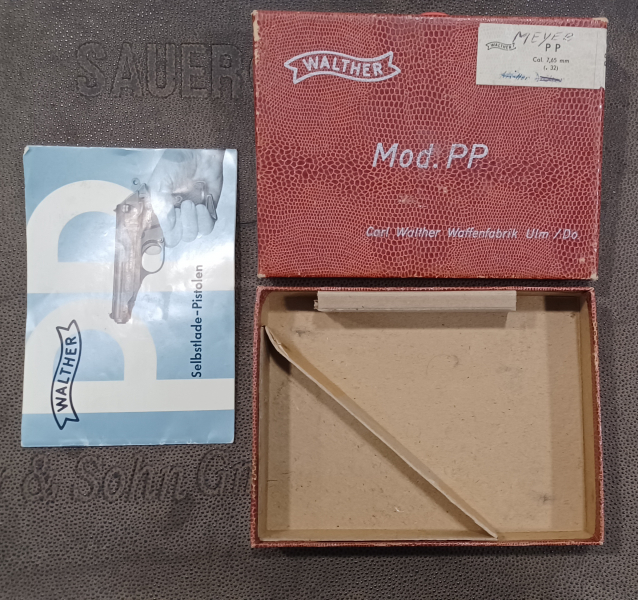 SAUER
WALTHER
MEYER
WALTHER
P P
Cal. 7,65 mm
(. 32)
Mod. PP
Carl Walther Waffenfabrik Ulm /Do.
PP
Selbstlade-Pistolen
WALTHER
& Sohn G